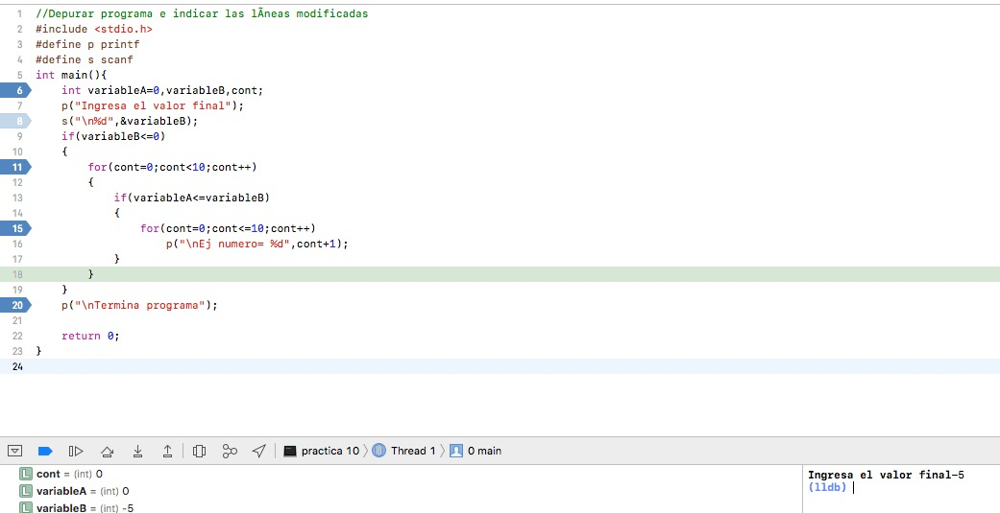 1 //Depurar programa e indicar las lÃneas modificadas
2 #include <stdio.h>
3 #define p printf
4 #define s scanf
5 int main(){
6 int variableA=0,variableB,cont;
7 p("Ingresa el valor final");
8 s("\n%d",&variableB);
9 if(variableB<=0)
10 {
11 for(cont=0;cont<10;cont++)
12 {
13 if(variableA<=variableB)
14 {
15 for(cont=0;cont<=10;cont++)
16 p("\nEj numero= %d",cont+1);
17 }
18 }
19 }
20 p("\nTermina programa");
21
22 return 0;
23 }
24
practica 10 〉 Thread 1 〉 0 main
L cont = (int) 0
L variableA = (int) 0
L variableB = (int) -5
Ingresa el valor final-5
(lldb)